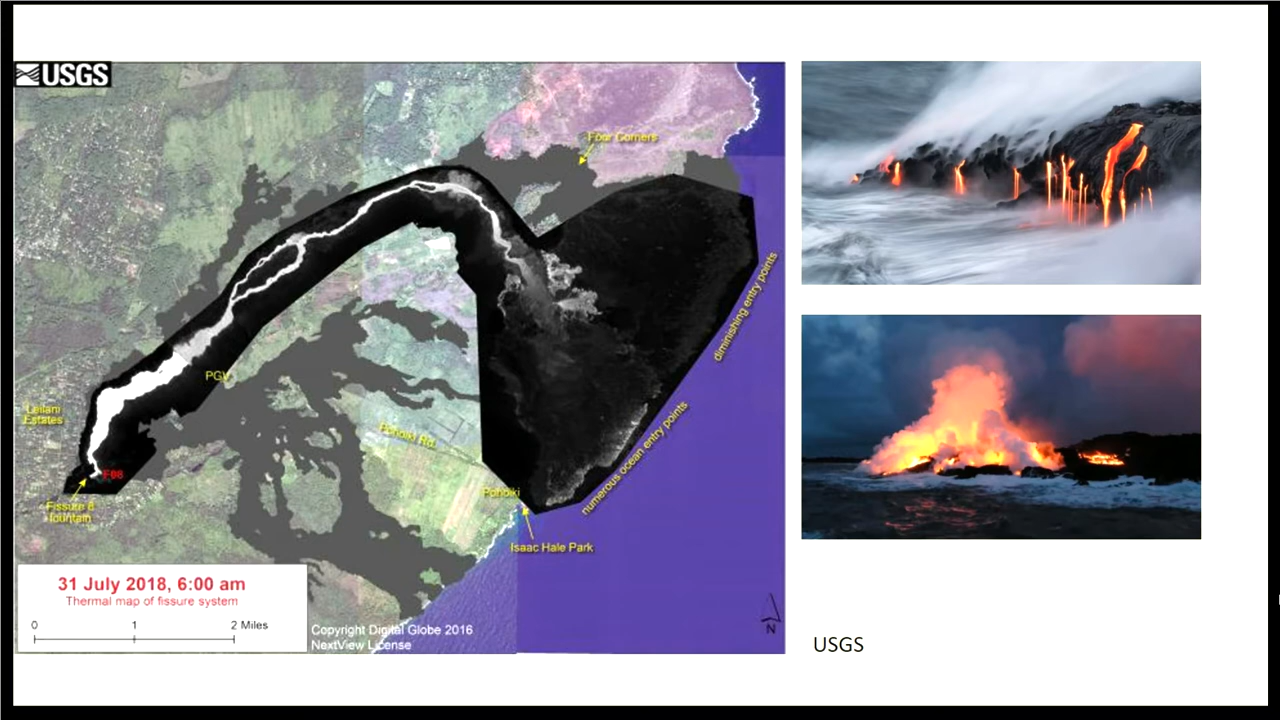 USGS
Four Corners
diminishing entry points
PGV
Leilani
Estates
Pohoiki Rd.
numerous ocean entry points
F08
Pohoiki
Fissure 8
fountain
Isaac Hale Park
31 July 2018, 6:00 am
Thermal map of fissure system
0 1 2 Miles
Copyright Digital Globe 2016
NextView License
N
USGS